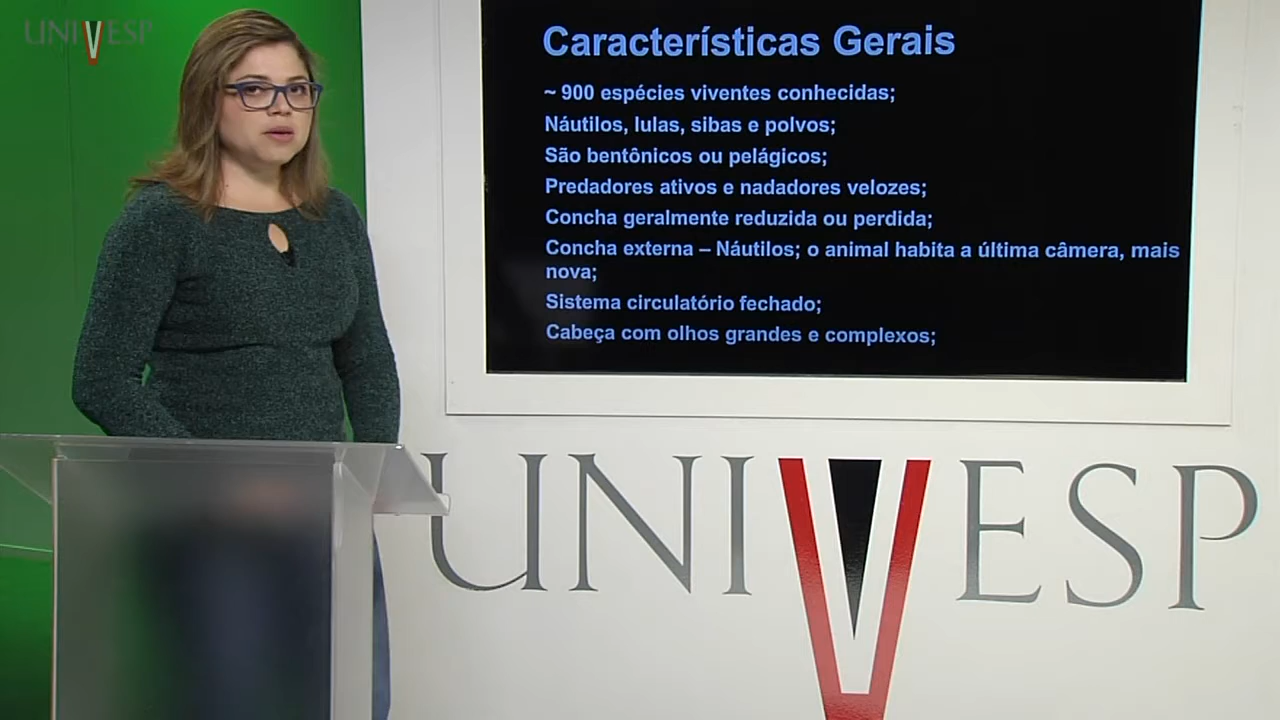 UNIVESP
Características Gerais
~ 900 espécies viventes conhecidas;
Náutilos, lulas, sibas e polvos;
São bentônicos ou pelágicos;
Predadores ativos e nadadores velozes;
Concha geralmente reduzida ou perdida;
Concha externa – Náutilos; o animal habita a última câmera, mais
nova;
Sistema circulatório fechado;
Cabeça com olhos grandes e complexos;
UNIVESP